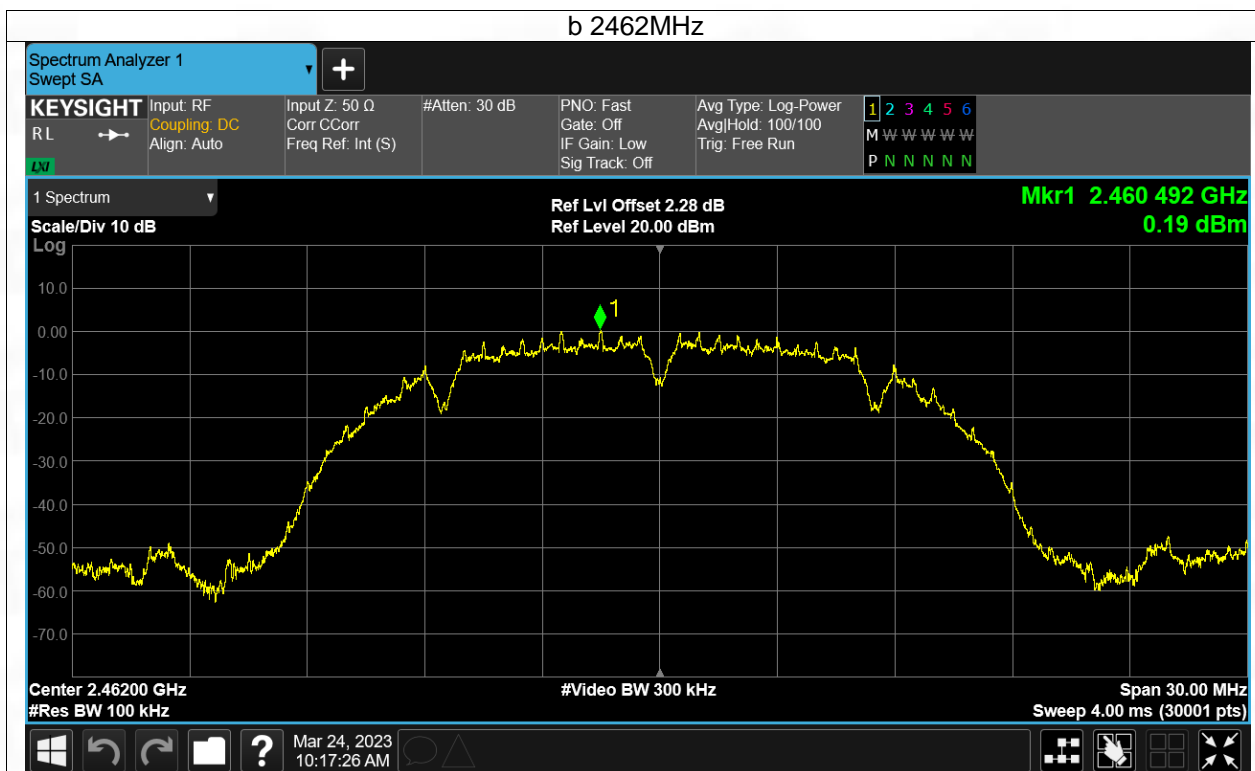 b 2462MHz
Spectrum Analyzer 1
Swept SA
KEYSIGHT
R L
LXI
Input: RF
Coupling: DC
Align: Auto
Input Z: 50 Ω
Corr CCorr
Freq Ref: Int (S)
#Atten: 30 dB
PNO: Fast
Gate: Off
IF Gain: Low
Sig Track: Off
Avg Type: Log-Power
Avg|Hold: 100/100
Trig: Free Run
1 2 3 4 5 6
M W W W W W
P N N N N N
1 Spectrum
Scale/Div 10 dB
Ref Lvl Offset 2.28 dB
Ref Level 20.00 dBm
Mkr1 2.460 492 GHz
0.19 dBm
Log
10.0
0.00
-10.0
-20.0
-30.0
-40.0
-50.0
-60.0
-70.0
1
Center 2.46200 GHz
#Res BW 100 kHz
#Video BW 300 kHz
Span 30.00 MHz
Sweep 4.00 ms (30001 pts)
?
Mar 24, 2023
10:17:26 AM